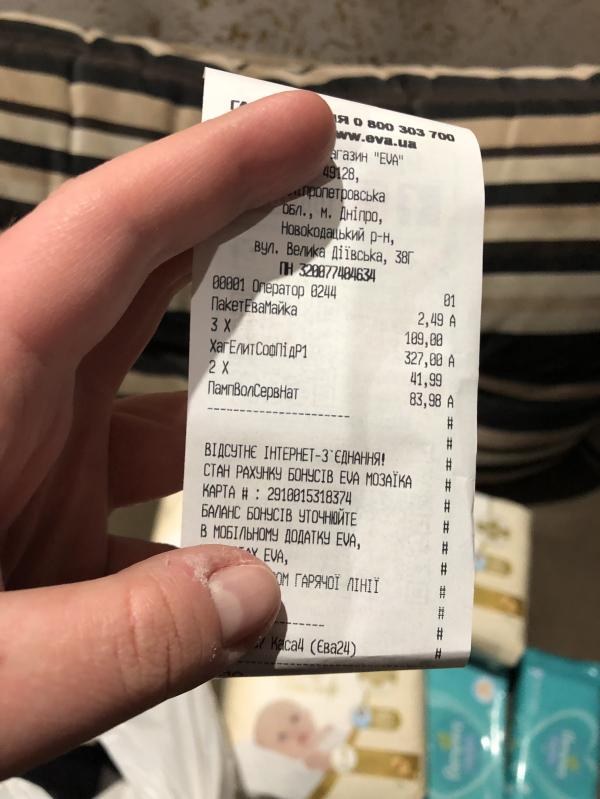 ІЯ 0 800 303 700
www.eva.ua
агазин "EVA"
49128,
пропетровська
обл., м. Дніпро,
Новокодацький р-н,
вул. Велика Діївська, 38Г
ПН 320077404634
00001 Оператор 0244 01
ПакетЕваМайка 2,49 А
3 X 109,00
ХагЕлитСофПідР1 327,00 А
2 X 41,99
ПампВолСервНат 83,98 А
--------------------- #
#
ВІДСУТНЄ ІНТЕРНЕТ-З`ЄДНАННЯ! #
СТАН РАХУНКУ БОНУСІВ EVA МОЗАЇКА #
КАРТА # : 2910015318374 #
БАЛАНС БОНУСІВ УТОЧНЮЙТЕ #
В МОБІЛЬНОМУ ДОДАТКУ EVA, #
EVA, #
ОМ ГАРЯЧОЇ ЛІНІЇ #
#
#
Каса4 (Єва24) #